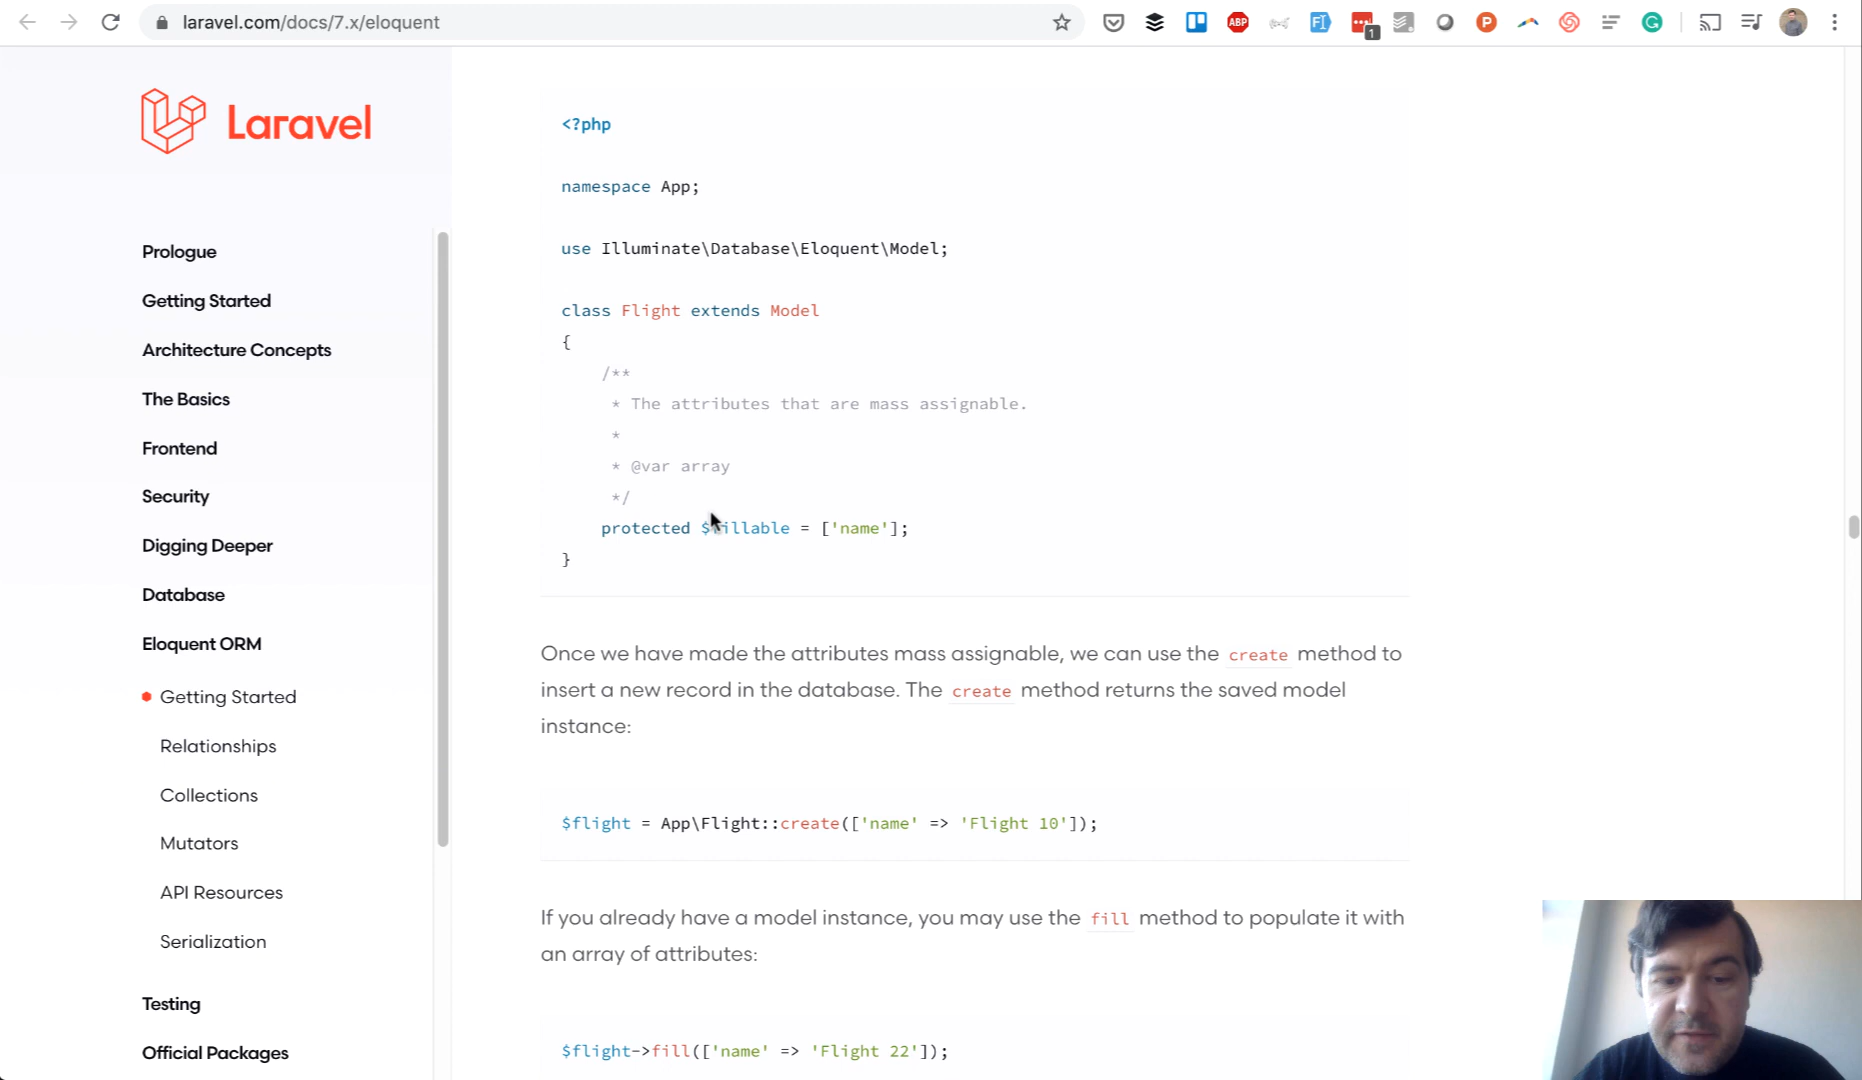 laravel.com/docs/7.x/eloquent
ABP
1
P
G
Laravel
Prologue
Getting Started
Architecture Concepts
The Basics
Frontend
Security
Digging Deeper
Database
Eloquent ORM
Getting Started
Relationships
Collections
Mutators
API Resources
Serialization
Testing
Official Packages
<?php
namespace App;
use Illuminate\Database\Eloquent\Model;
class Flight extends Model
{
/**
* The attributes that are mass assignable.
*
* @var array
*/
protected $fillable = ['name'];
}
Once we have made the attributes mass assignable, we can use the create method to
insert a new record in the database. The create method returns the saved model
instance:
$flight = App\Flight::create(['name' => 'Flight 10']);
If you already have a model instance, you may use the fill method to populate it with
an array of attributes:
$flight->fill(['name' => 'Flight 22']);